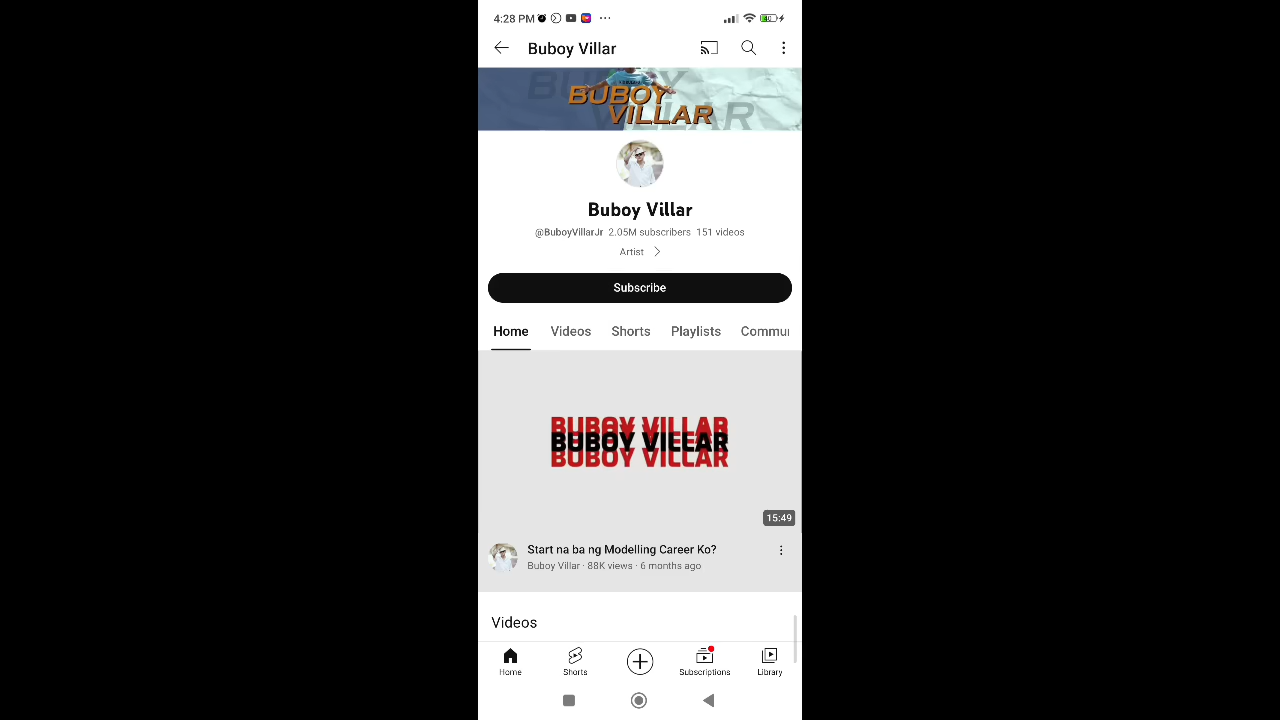 4:28 PM
Buboy Villar
BUBOY
VILLAR
BUBOY
VILLAR
Buboy Villar
@BuboyVillarJr 2.05M subscribers 151 videos
Artist
Subscribe
Home Videos Shorts Playlists Commu
BUBOY VILLAR
BUBOY VILLAR
BUBOY VILLAR
15:49
Start na ba ng Modelling Career Ko?
Buboy Villar · 88K views · 6 months ago
Videos
Home Shorts Subscriptions Library